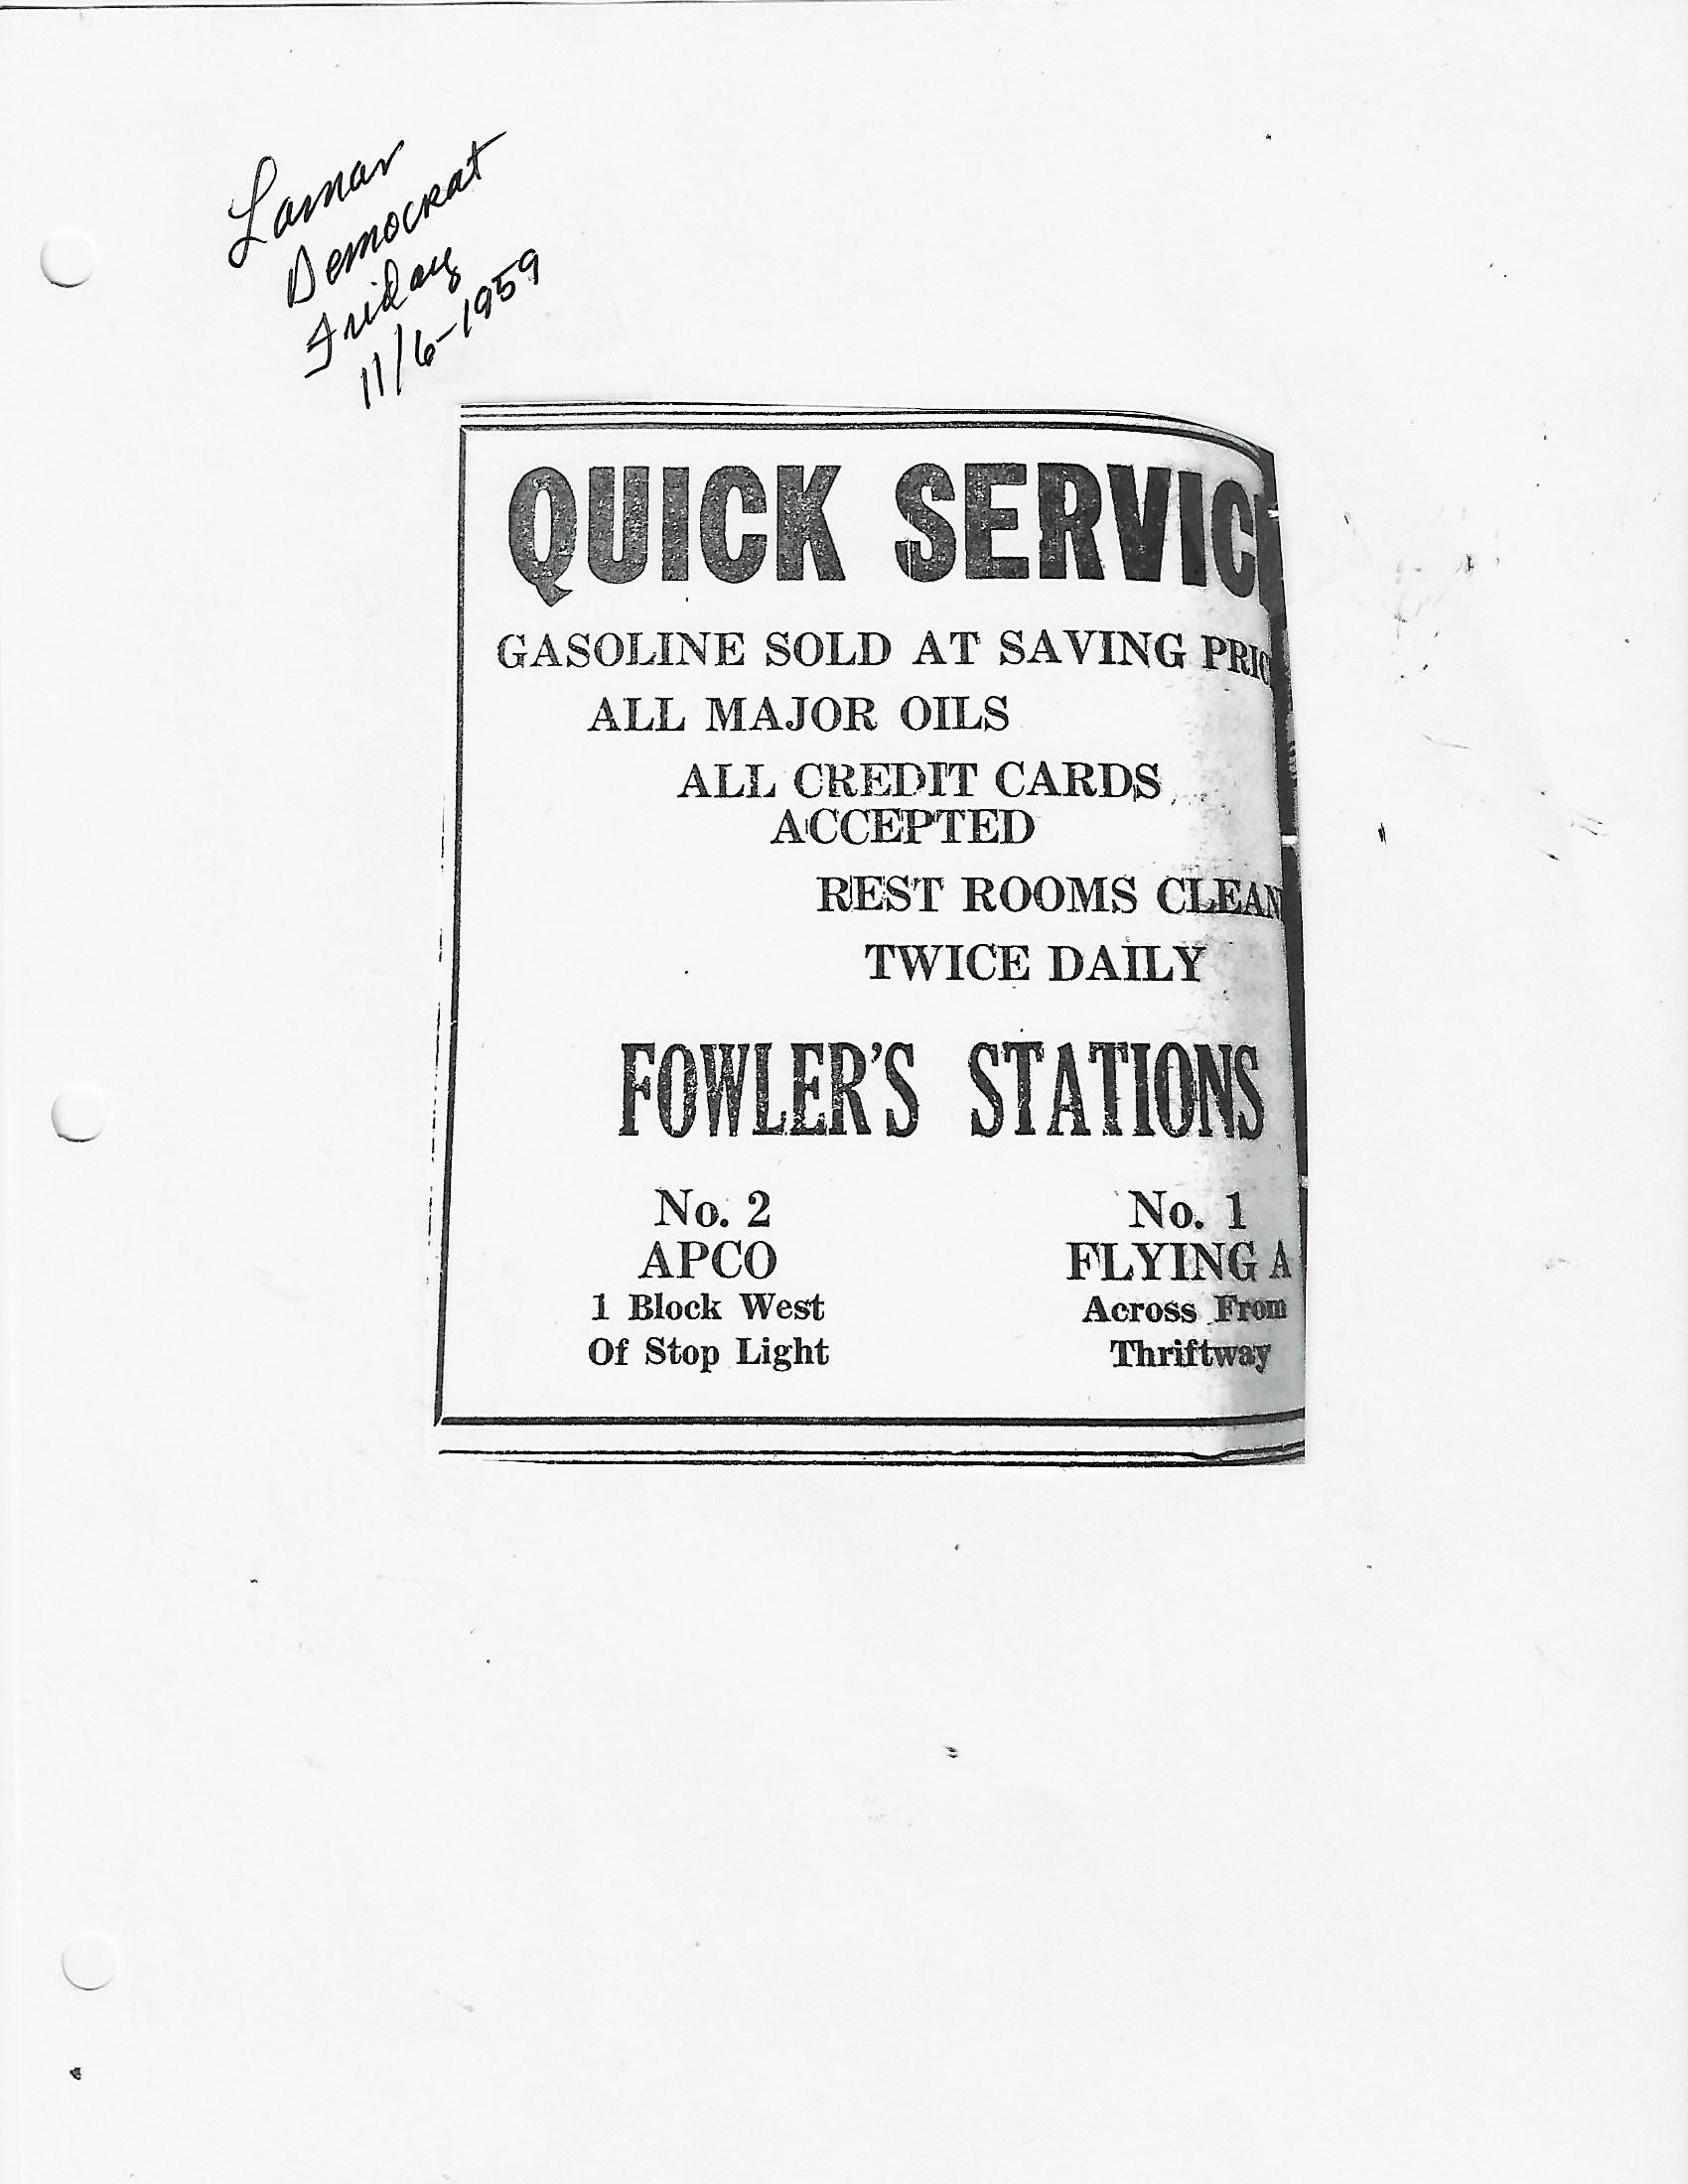 Lamar
Democrat
Friday
11/6-1959
QUICK SERVIC
GASOLINE SOLD AT SAVING PRIC
ALL MAJOR OILS
ALL CREDIT CARDS
ACCEPTED
REST ROOMS CLEAN
TWICE DAILY
FOWLER'S STATIONS
No. 2
APCO
1 Block West
Of Stop Light
No. 1
FLYING A
Across From
Thriftway